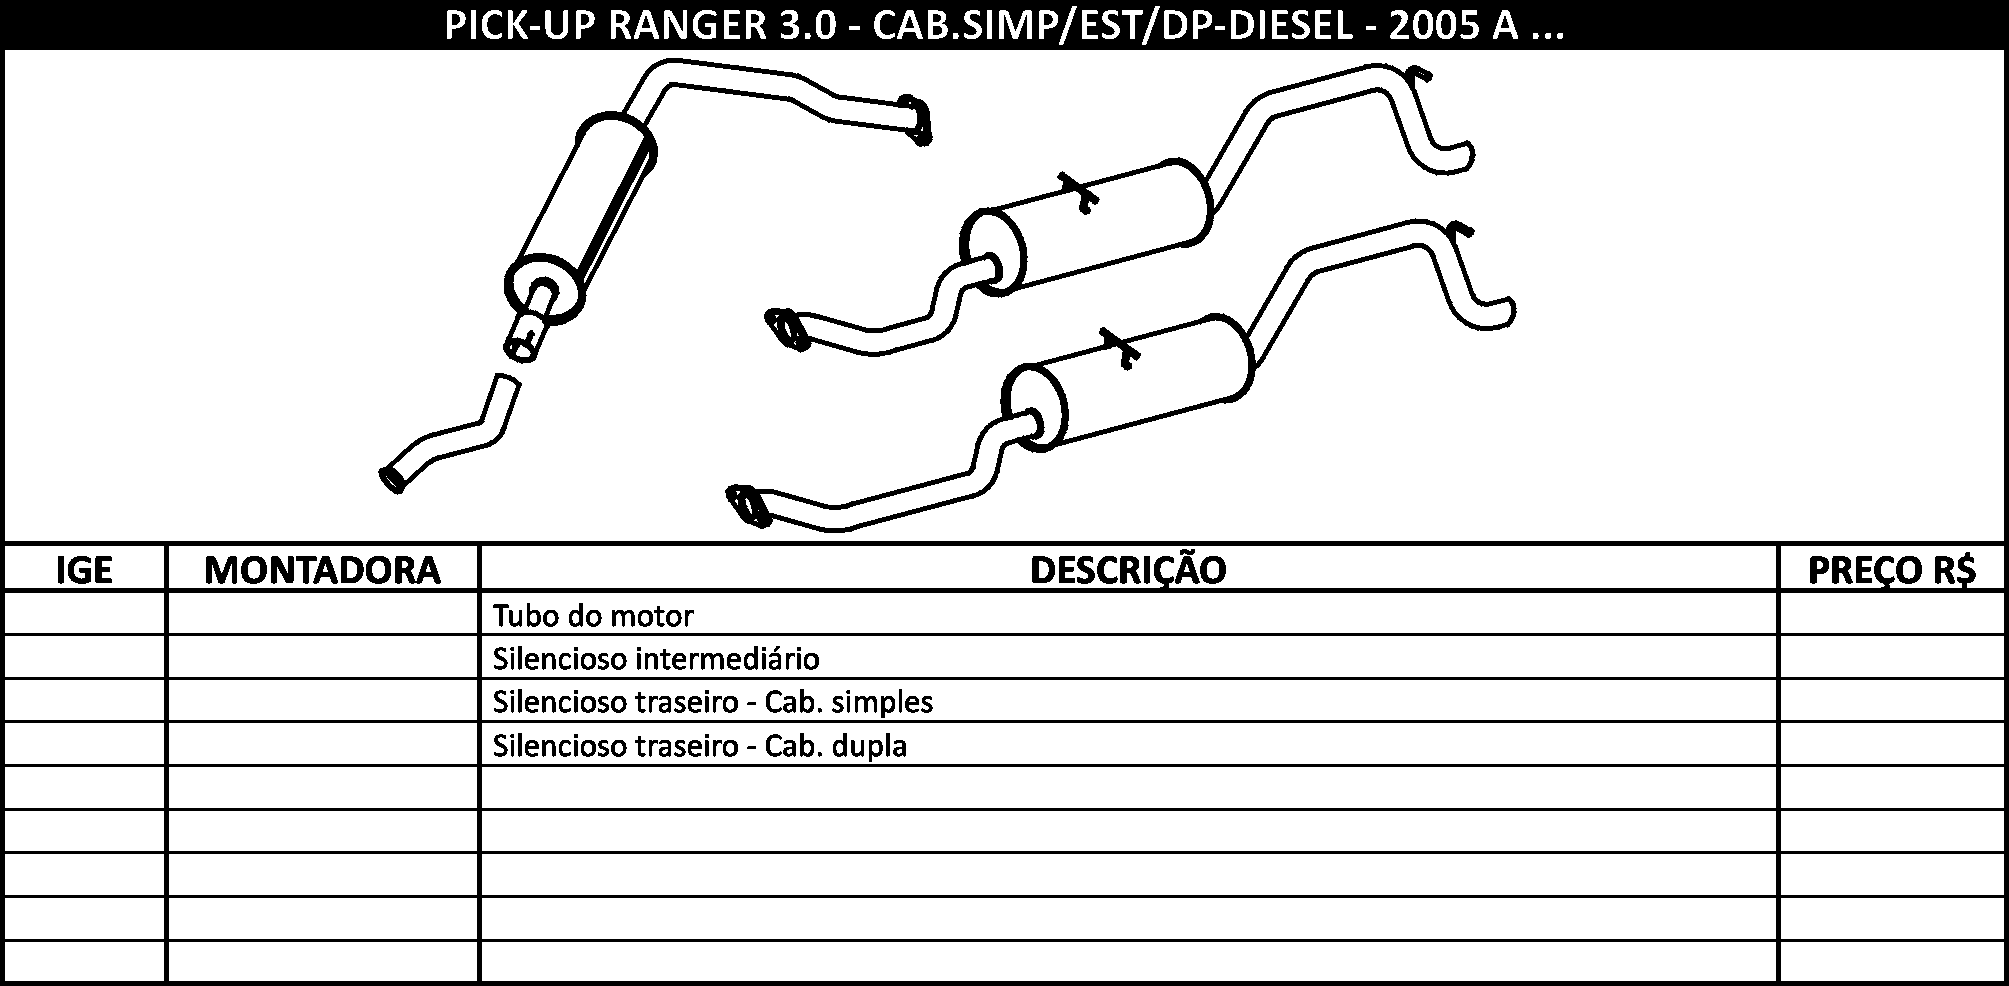 PICK-UP RANGER 3.0 - CAB.SIMP/EST/DP-DIESEL - 2005 A ...
IGE MONTADORA DESCRIÇÃO PREÇO R$
Tubo do motor
Silencioso intermediário
Silencioso traseiro - Cab. simples
Silencioso traseiro - Cab. dupla